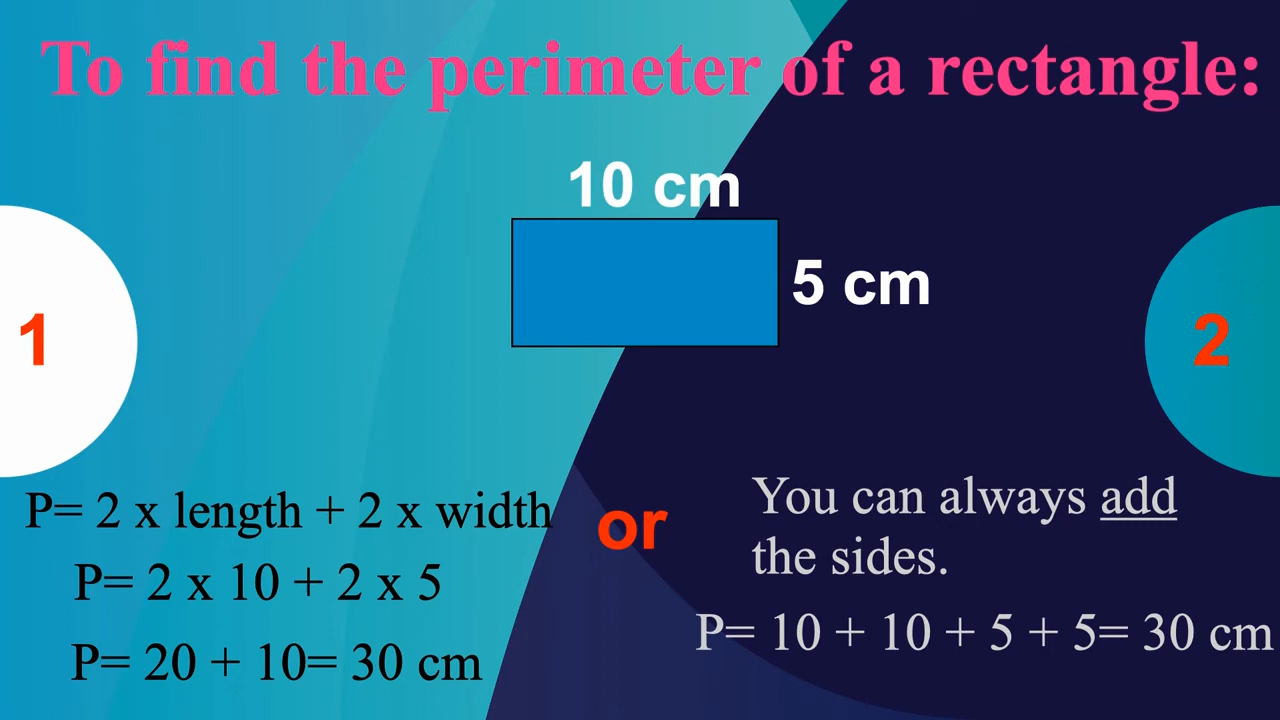 To find the perimeter of a rectangle:
10 cm
5 cm
1
2
P= 2 x length + 2 x width
P= 2 x 10 + 2 x 5
P= 20 + 10= 30 cm
or
You can always add
the sides.
P= 10 + 10 + 5 + 5= 30 cm